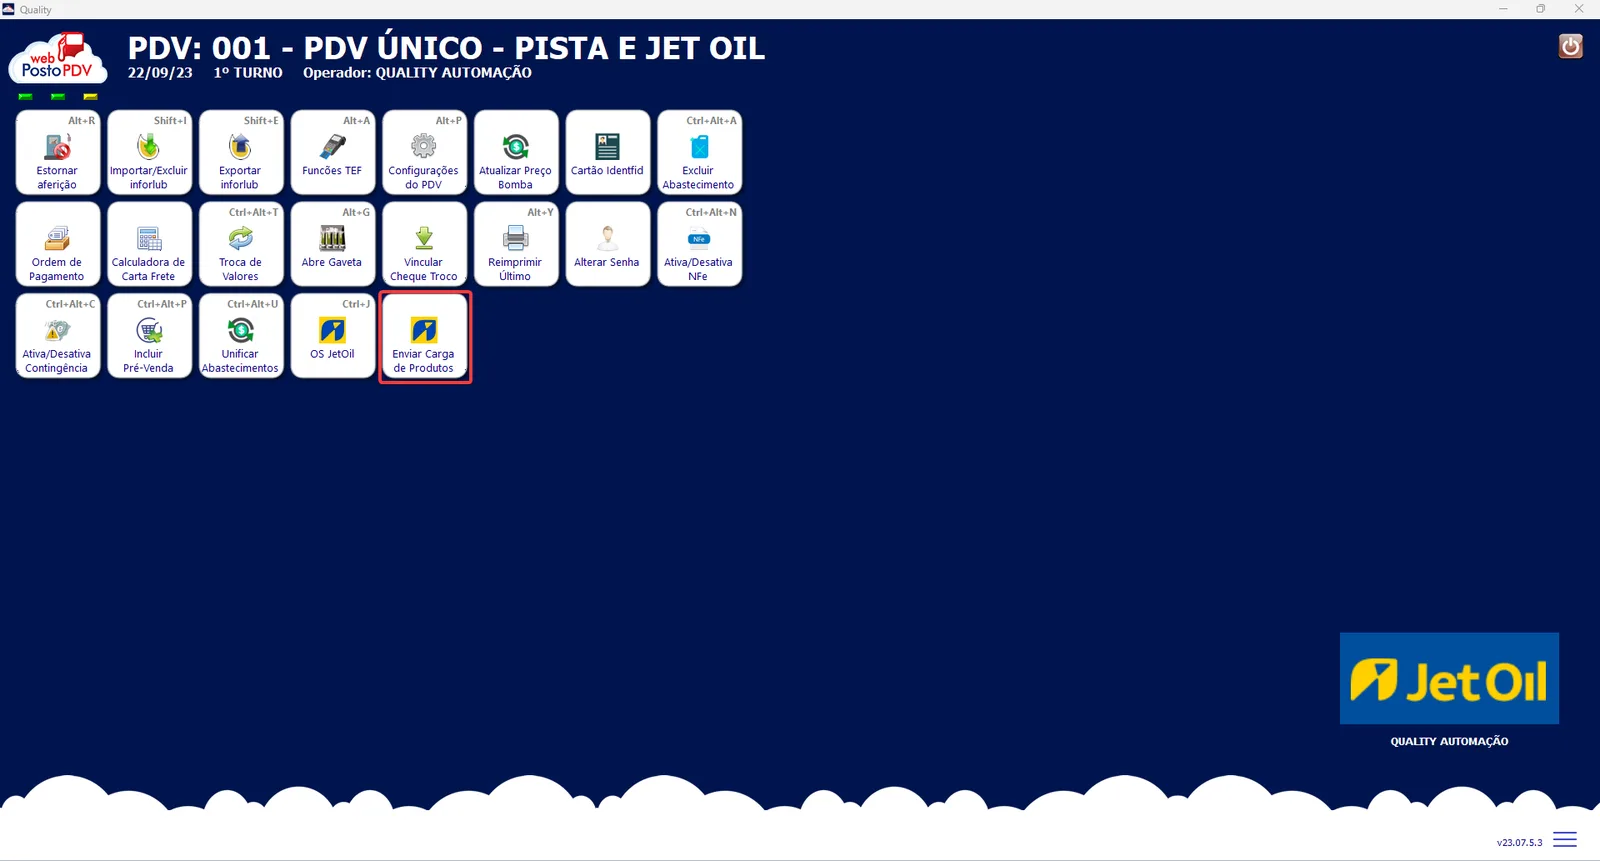 Quality
web
PostoPDV
PDV: 001 - PDV ÚNICO - PISTA E JET OIL
22/09/23 1º TURNO Operador: QUALITY AUTOMAÇÃO
Alt+R
Estornar
aferição
Shift+I
Importar/Excluir
inforlub
Shift+E
Exportar
inforlub
Alt+A
Funcões TEF
Alt+P
Configurações
do PDV
Atualizar Preço
Bomba
Cartão Identfid
Ctrl+Alt+A
Excluir
Abastecimento
Ordem de
Pagamento
Calculadora de
Carta Frete
Ctrl+Alt+T
Troca de
Valores
Alt+G
Abre Gaveta
Vincular
Cheque Troco
Alt+Y
Reimprimir
Último
Alterar Senha
Ctrl+Alt+N
NFe
Ativa/Desativa
NFe
Ctrl+Alt+C
Ativa/Desativa
Contingência
Ctrl+Alt+P
Incluir
Pré-Venda
Ctrl+Alt+U
Unificar
Abastecimentos
Ctrl+J
OS JetOil
Enviar Carga
de Produtos
Jet Oil
QUALITY AUTOMAÇÃO
v23.07.5.3